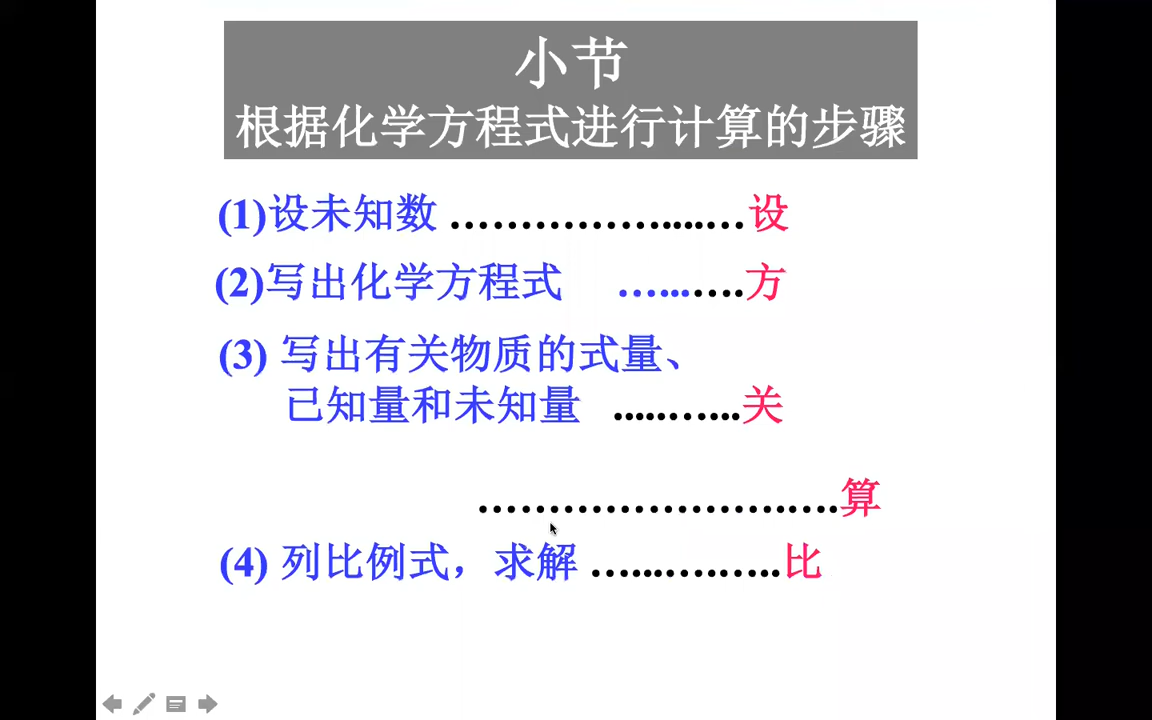 小节
根据化学方程式进行计算的步骤
(1)设未知数 ……………....…设
(2)写出化学方程式 …...….方
(3) 写出有关物质的式量、
已知量和未知量 .....…...关
………………….….算
(4) 列比例式，求解 …...….…..比